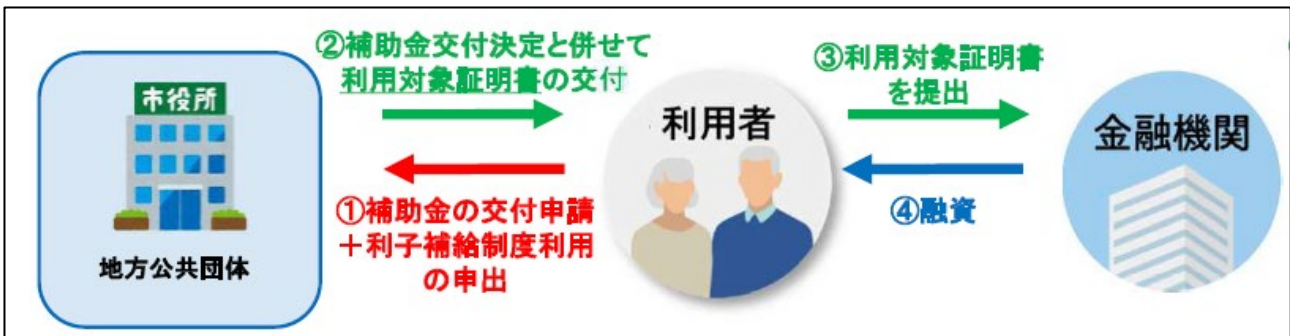 市役所
地方公共団体
②補助金交付決定と併せて
利用対象証明書の交付
①補助金の交付申請
＋利子補給制度利用
の申出
利用者
③利用対象証明書
を提出
④融資
金融機関